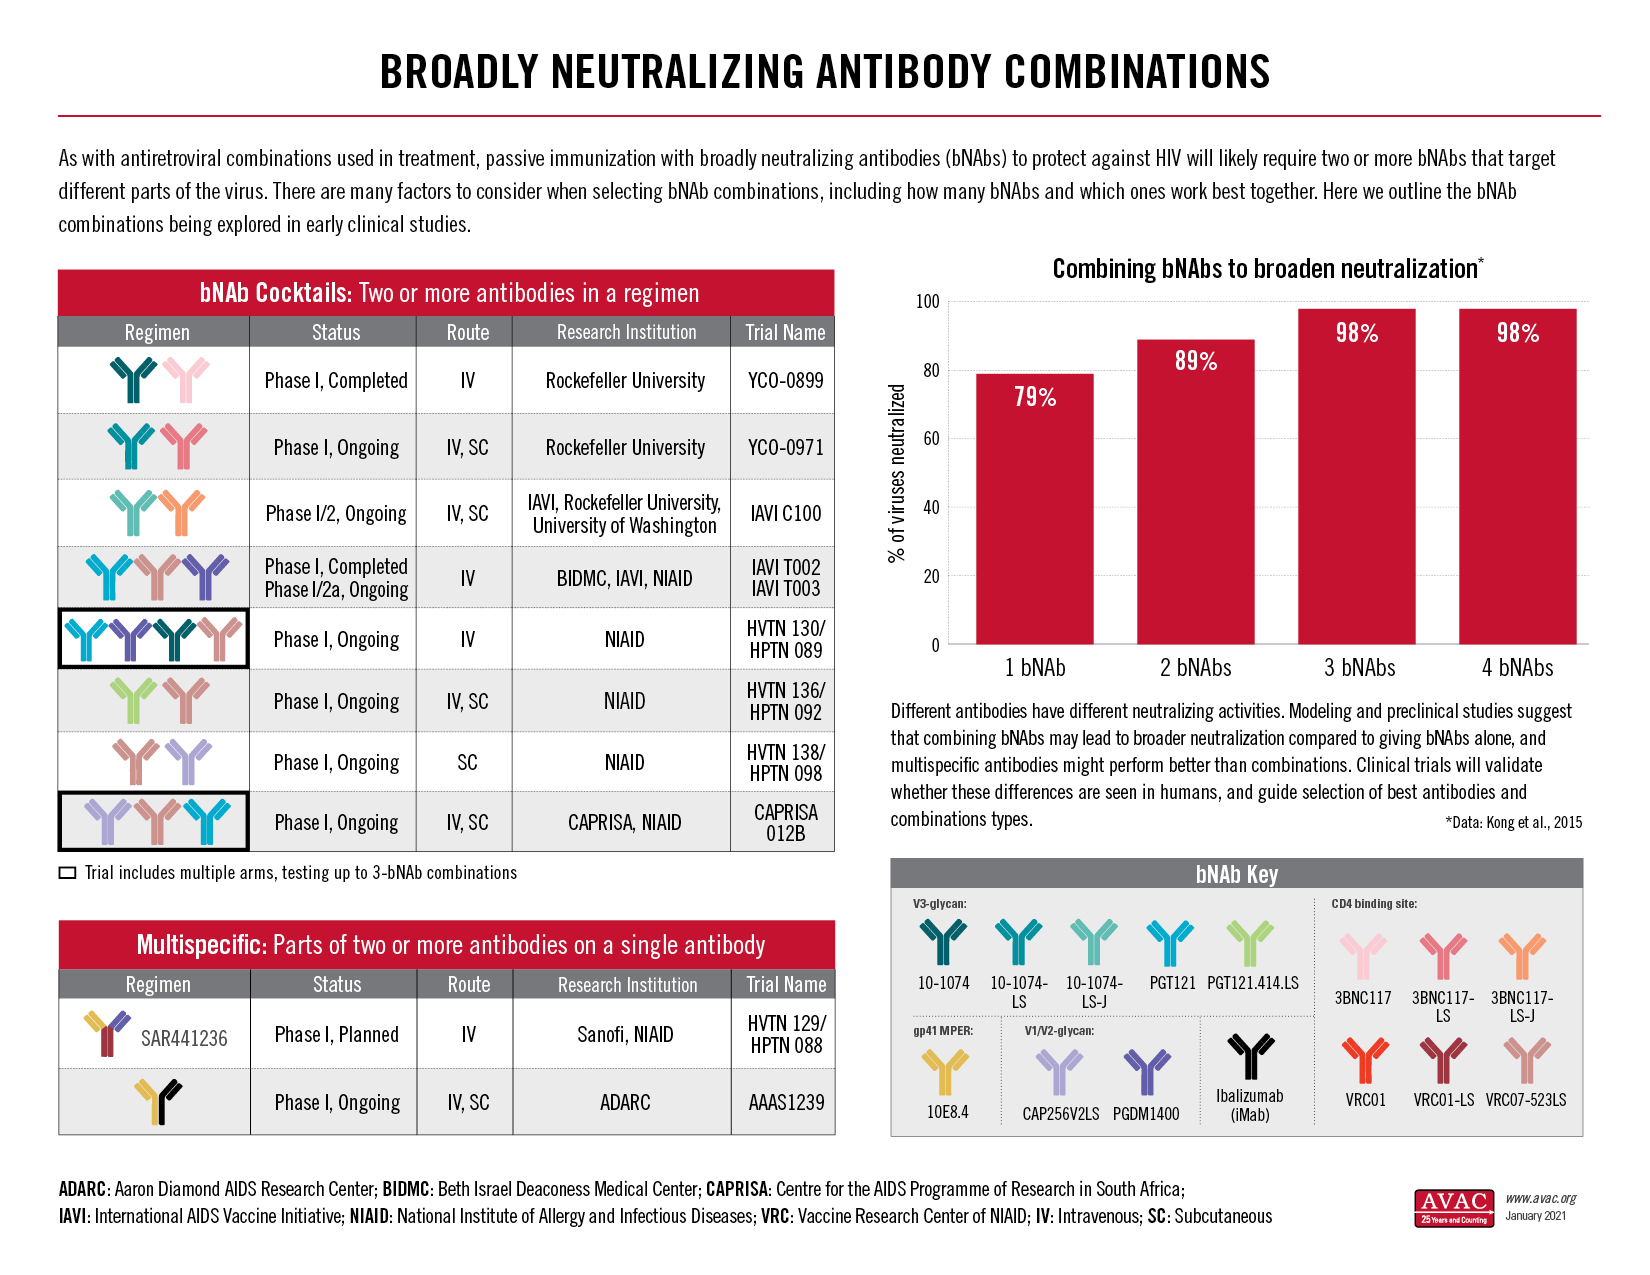 BROADLY NEUTRALIZING ANTIBODY COMBINATIONS
As with antiretroviral combinations used in treatment, passive immunization with broadly neutralizing antibodies (bNAbs) to protect against HIV will likely require two or more bNAbs that target
different parts of the virus. There are many factors to consider when selecting bNAb combinations, including how many bNAbs and which ones work best together. Here we outline the bNAb
combinations being explored in early clinical studies.
bNAb Cocktails: Two or more antibodies in a regimen
Regimen Status Route Research Institution Trial Name
Phase I, Completed IV Rockefeller University YCO-0899
Phase I, Ongoing IV, SC Rockefeller University YCO-0971
Phase I/2, Ongoing IV, SC IAVI, Rockefeller University, University of Washington IAVI C100
Phase I, Completed Phase I/2a, Ongoing IV BIDMC, IAVI, NIAID IAVI T002 IAVI T003
Phase I, Ongoing IV NIAID HVTN 130/ HPTN 089
Phase I, Ongoing IV, SC NIAID HVTN 136/ HPTN 092
Phase I, Ongoing SC NIAID HVTN 138/ HPTN 098
Phase I, Ongoing IV, SC CAPRISA, NIAID CAPRISA 012B
Trial includes multiple arms, testing up to 3-bNAb combinations
Multispecific: Parts of two or more antibodies on a single antibody
Regimen Status Route Research Institution Trial Name
SAR441236 Phase I, Planned IV Sanofi, NIAID HVTN 129/ HPTN 088
Phase I, Ongoing IV, SC ADARC AAAS1239
Combining bNAbs to broaden neutralization*
% of viruses neutralized
100
80
60
40
20
0
79%
89%
98%
98%
1 bNAb 2 bNAbs 3 bNAbs 4 bNAbs
Different antibodies have different neutralizing activities. Modeling and preclinical studies suggest
that combining bNAbs may lead to broader neutralization compared to giving bNAbs alone, and
multispecific antibodies might perform better than combinations. Clinical trials will validate
whether these differences are seen in humans, and guide selection of best antibodies and
combinations types.
*Data: Kong et al., 2015
bNAb Key
V3-glycan:
10-1074 10-1074-LS 10-1074-LS-J PGT121 PGT121.414.LS
gp41 MPER:
10E8.4
V1/V2-glycan:
CAP256V2LS PGDM1400
Ibalizumab
(iMab)
CD4 binding site:
3BNC117 3BNC117-LS 3BNC117-LS-J
VRC01 VRC01-LS VRC07-523LS
ADARC: Aaron Diamond AIDS Research Center; BIDMC: Beth Israel Deaconess Medical Center; CAPRISA: Centre for the AIDS Programme of Research in South Africa;
IAVI: International AIDS Vaccine Initiative; NIAID: National Institute of Allergy and Infectious Diseases; VRC: Vaccine Research Center of NIAID; IV: Intravenous; SC: Subcutaneous
AVAC
25 Years and Counting
www.avac.org
January 2021